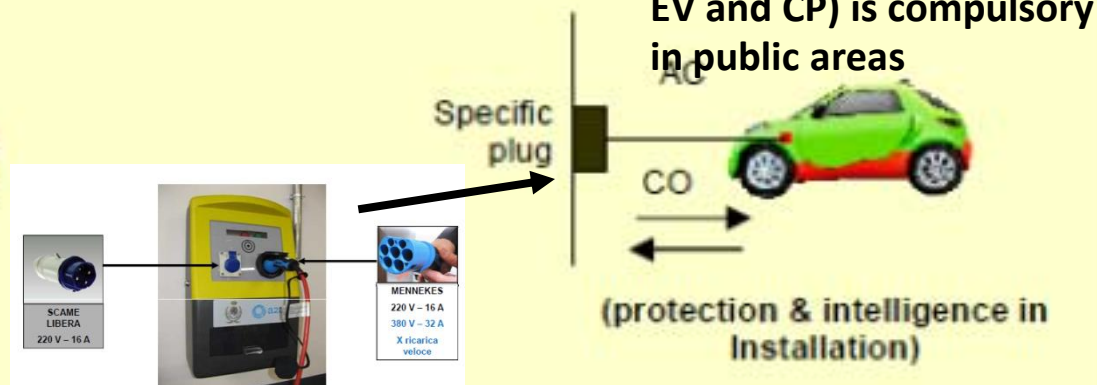 EV and CP) is compulsory
in public areas
AC
Specific
plug
CO
(protection & intelligence in
Installation)
SCAME
LIBERA
220 V – 16 A
MENNEKES
220 V – 16 A
380 V – 32 A
X ricarica
veloce